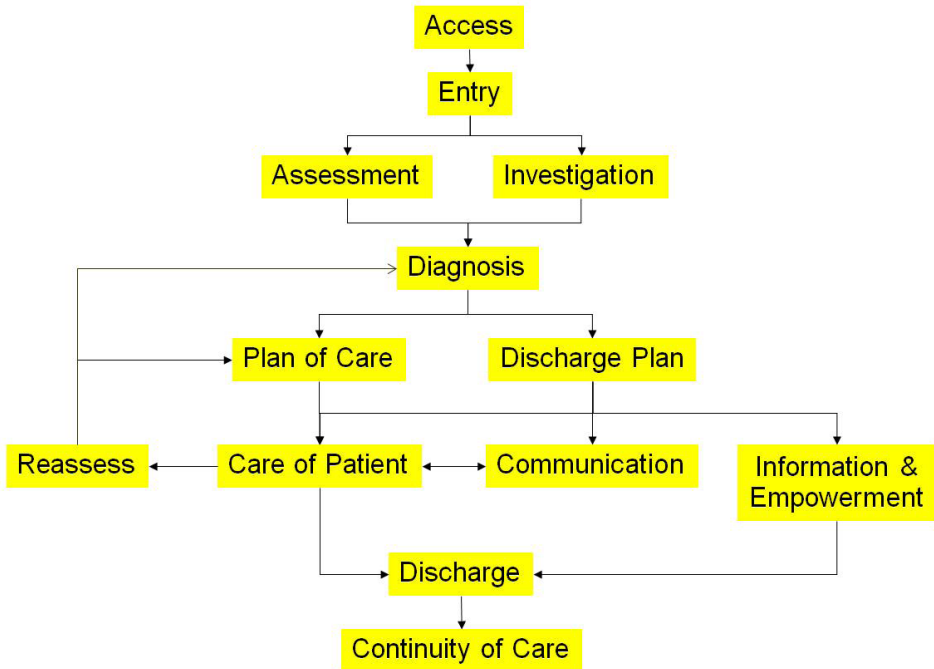 Access
Entry
Assessment
Investigation
Diagnosis
Plan of Care
Discharge Plan
Reassess
Care of Patient
Communication
Information &
Empowerment
Discharge
Continuity of Care